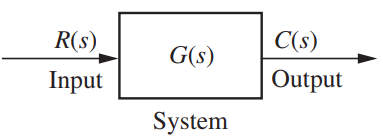 R(s)
Input
G(s)
System
C(s)
Output